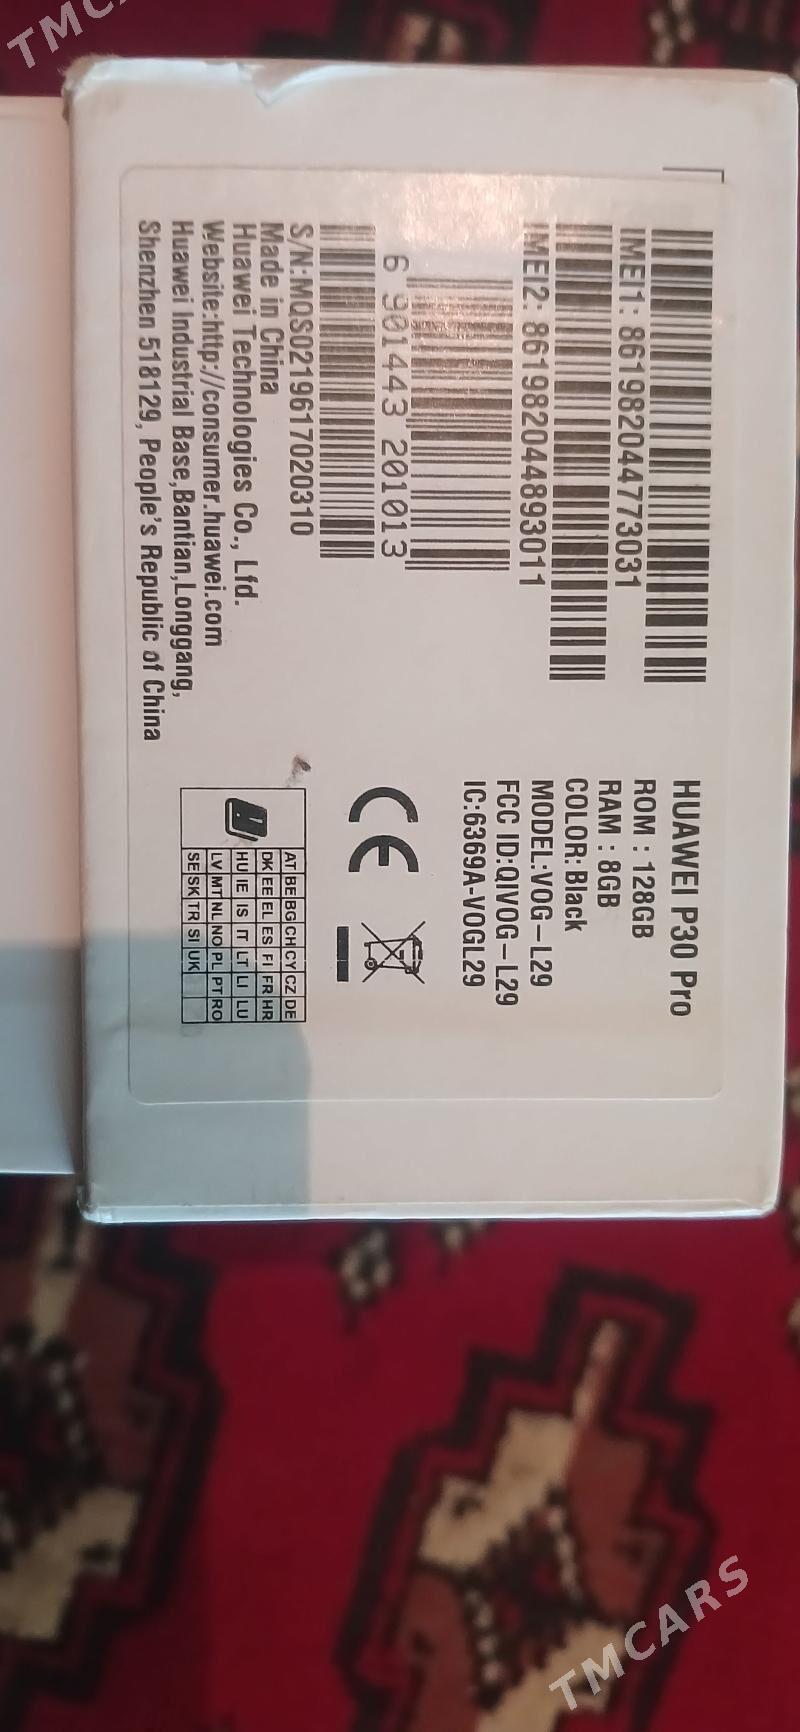 HUAWEI P30 Pro
ROM : 128GB
RAM : 8GB
COLOR: Black
MODEL:VOG-L29
FCC ID:QIVOG-L29
IC:6369A-VOGL29
IMEI1: 861982044773031
IMEI2: 861982044893011
6 901443 201013
S/N:MQS0219617020310
Made in China
Huawei Technologies Co., Ltd.
Website:http://consumer.huawei.com
Huawei Industrial Base,Bantian,Longgang,
Shenzhen 518129, People's Republic of China
CE
AT BE BG CH CY CZ DE
DK EE EL ES FI FR HR
HU IE IS IT LT LI LU
LV MT NL NO PL PT RO
SE SK TR SI UK
TMCARS